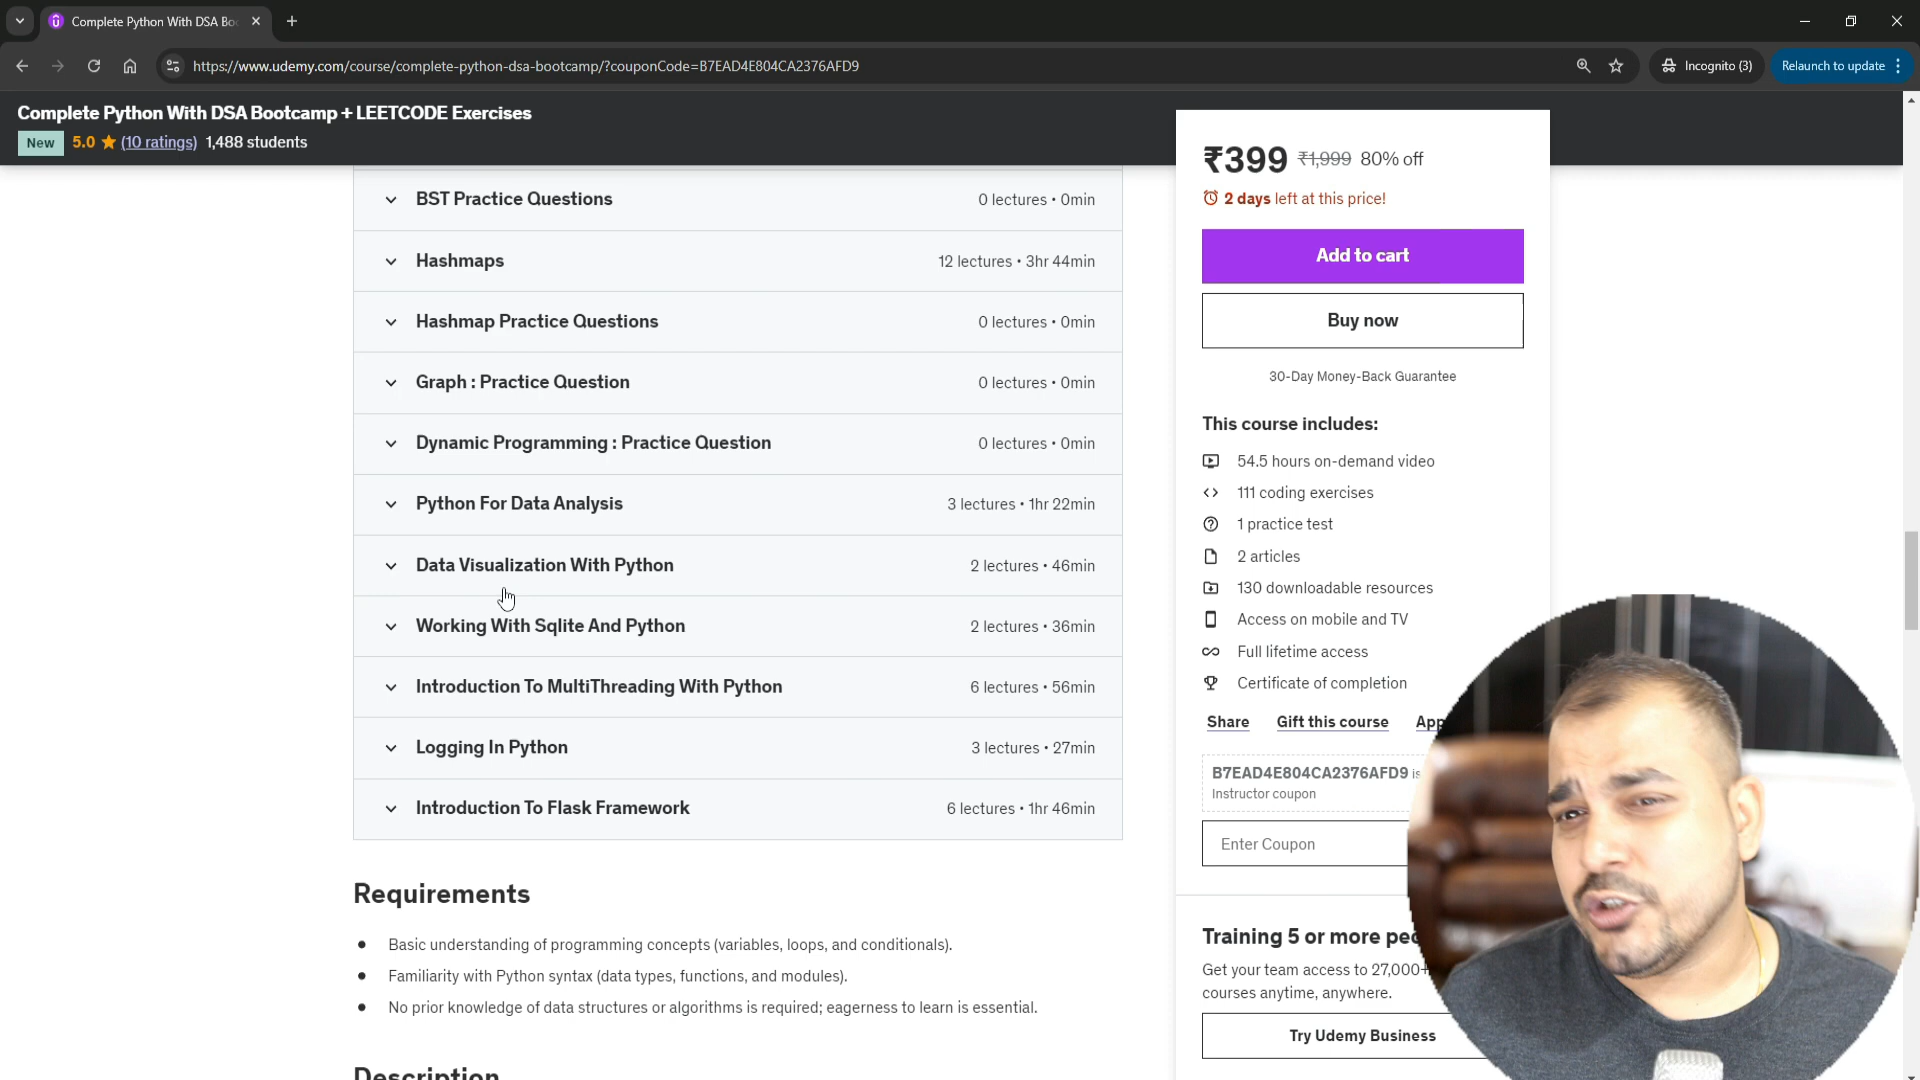 Complete Python With DSA Bo
https://www.udemy.com/course/complete-python-dsa-bootcamp/?couponCode=B7EAD4E804CA2376AFD9
Incognito (3)
Relaunch to update
Complete Python With DSA Bootcamp + LEETCODE Exercises
New 5.0 ★ (10 ratings) 1,488 students
BST Practice Questions 0 lectures • 0min
Hashmaps 12 lectures • 3hr 44min
Hashmap Practice Questions 0 lectures • 0min
Graph : Practice Question 0 lectures • 0min
Dynamic Programming : Practice Question 0 lectures • 0min
Python For Data Analysis 3 lectures • 1hr 22min
Data Visualization With Python 2 lectures • 46min
Working With Sqlite And Python 2 lectures • 36min
Introduction To MultiThreading With Python 6 lectures • 56min
Logging In Python 3 lectures • 27min
Introduction To Flask Framework 6 lectures • 1hr 46min
Requirements
• Basic understanding of programming concepts (variables, loops, and conditionals).
• Familiarity with Python syntax (data types, functions, and modules).
• No prior knowledge of data structures or algorithms is required; eagerness to learn is essential.
Description
₹399 ₹1,999 80% off
2 days left at this price!
Add to cart
Buy now
30-Day Money-Back Guarantee
This course includes:
54.5 hours on-demand video
111 coding exercises
1 practice test
2 articles
130 downloadable resources
Access on mobile and TV
Full lifetime access
Certificate of completion
Share Gift this course App
B7EAD4E804CA2376AFD9 is
Instructor coupon
Enter Coupon
Training 5 or more peo
Get your team access to 27,000+
courses anytime, anywhere.
Try Udemy Business